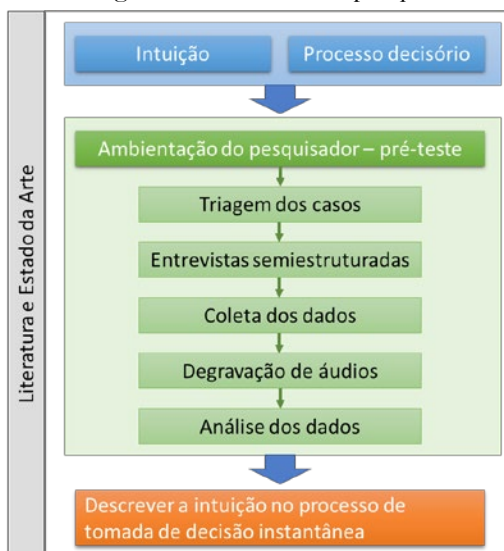 Intuição
Processo decisório
Ambientação do pesquisador – pré-teste
Triagem dos casos
Entrevistas semiestruturadas
Coleta dos dados
Degravação de áudios
Análise dos dados
Descrever a intuição no processo de
tomada de decisão instantânea
Literatura e Estado da Arte